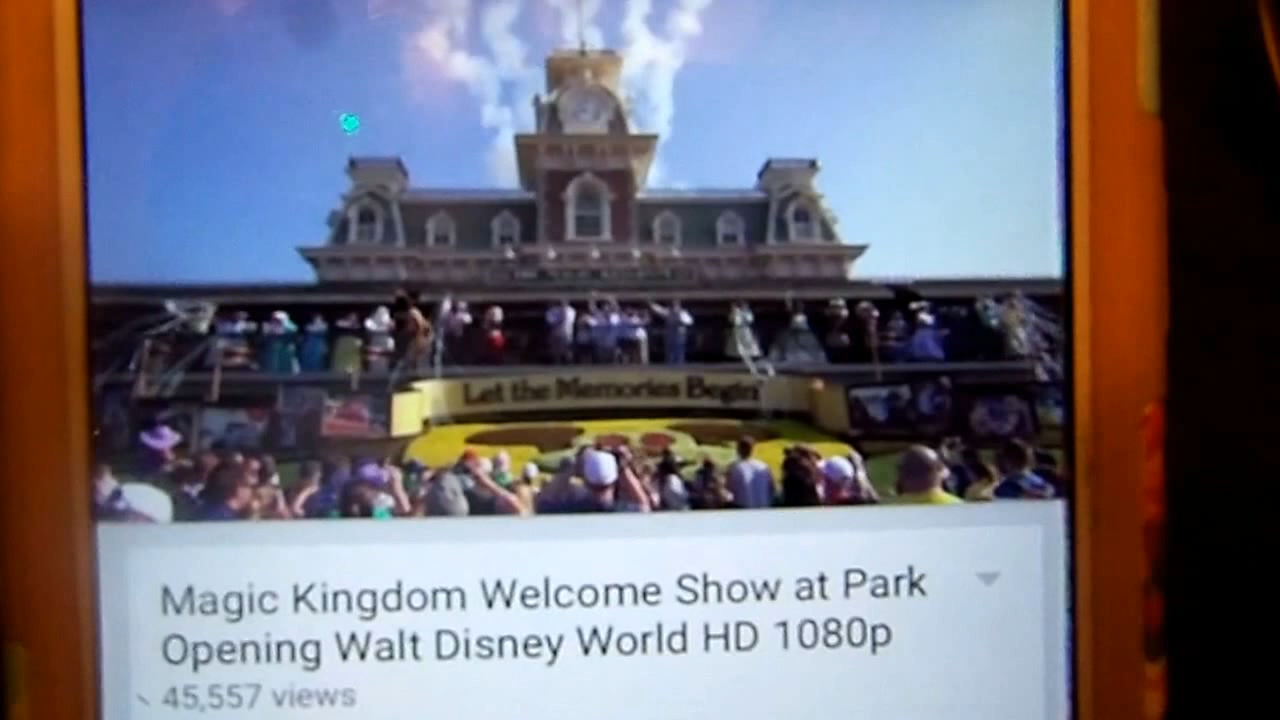 Let the Memories Begin
Magic Kingdom Welcome Show at Park
Opening Walt Disney World HD 1080p
45,557 views